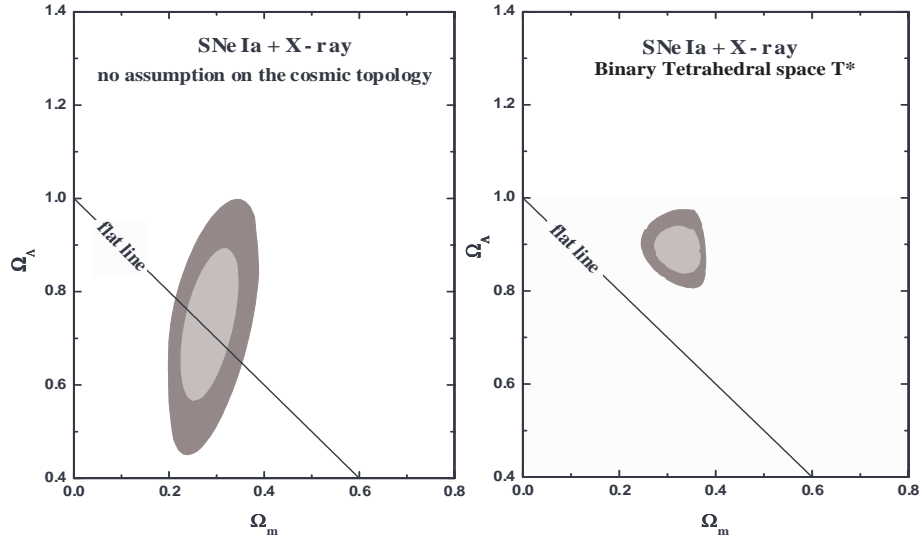 SNe Ia + X - ray
no assumption on the cosmic topology
1.4
1.2
1.0
0.8
0.6
0.4
Ω_Λ
flat line
0.0
0.2
0.4
0.6
0.8
Ω_m
SNe Ia + X - ray
Binary Tetrahedral space T*
1.4
1.2
1.0
0.8
0.6
0.4
Ω_Λ
flat line
0.0
0.2
0.4
0.6
0.8
Ω_m